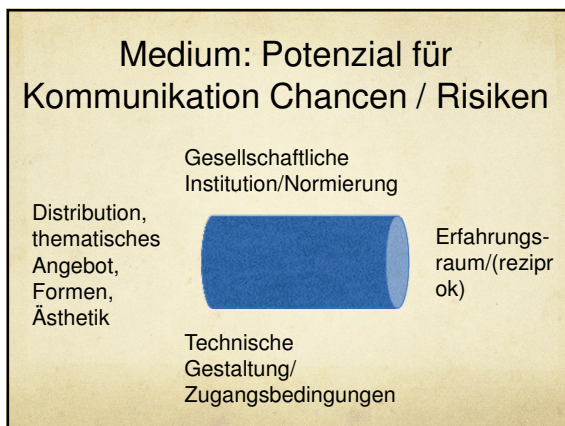 Medium: Potenzial für
Kommunikation Chancen / Risiken
Gesellschaftliche
Institution/Normierung
Distribution,
thematisches
Angebot,
Formen,
Ästhetik
Erfahrungs-
raum/(rezipr
ok)
Technische
Gestaltung/
Zugangsbedingungen